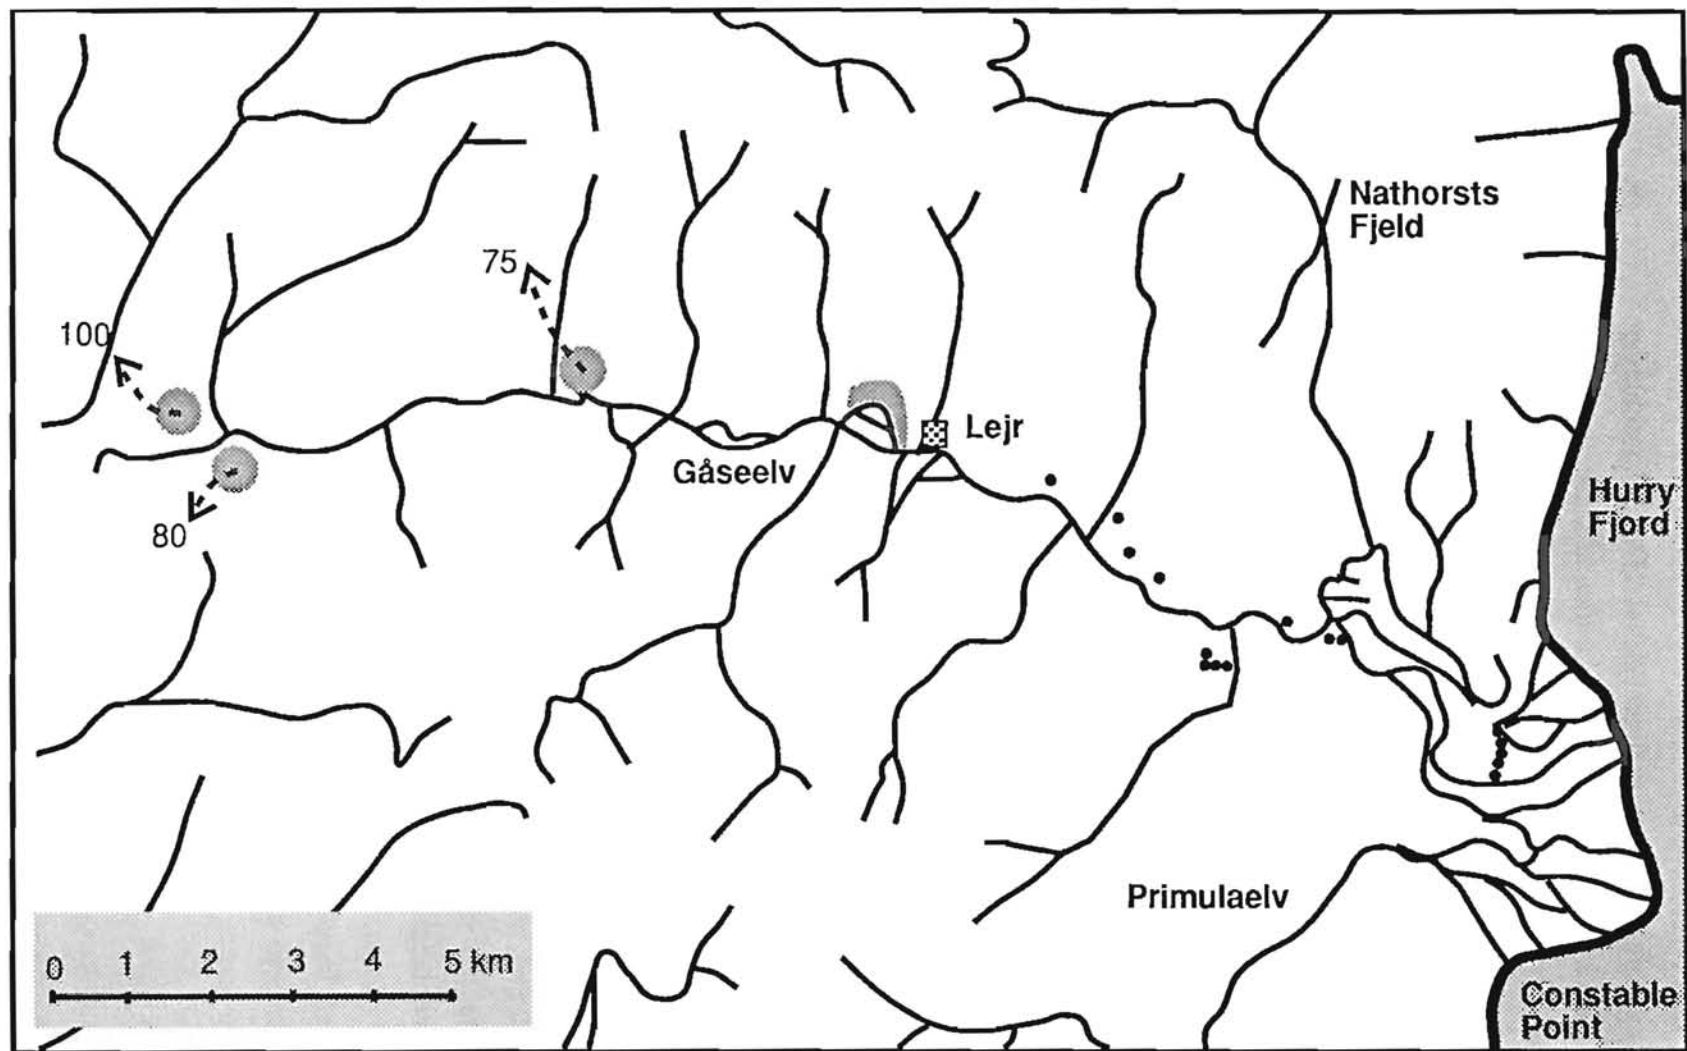 Nathorsts
Fjeld
75
100
Lejr
Gåseelv
Hurry
Fjord
80
Primulaelv
0 1 2 3 4 5 km
Constable
Point